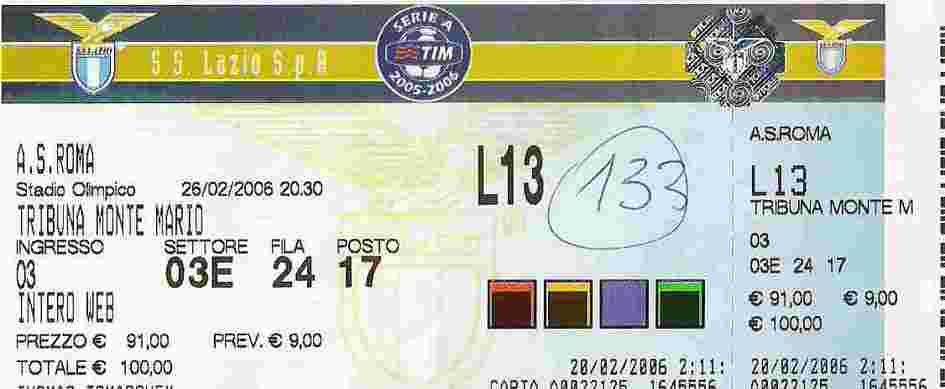 SERIE A
TIM
2005-2006
S.S. Lazio S.p.A
S.S. LAZIO
A.S.ROMA
Stadio Olimpico 26/02/2006 20.30
TRIBUNA MONTE MARIO
INGRESSO SETTORE FILA POSTO
03 03E 24 17
INTERO WEB
PREZZO € 91,00 PREV. € 9,00
TOTALE € 100,00
L13
133
20/02/2006 2:11:
1645556
A.S.ROMA
L13
TRIBUNA MONTE M
03
03E 24 17
€ 91,00 € 9,00
€ 100,00
20/02/2006 2:11:
1645556